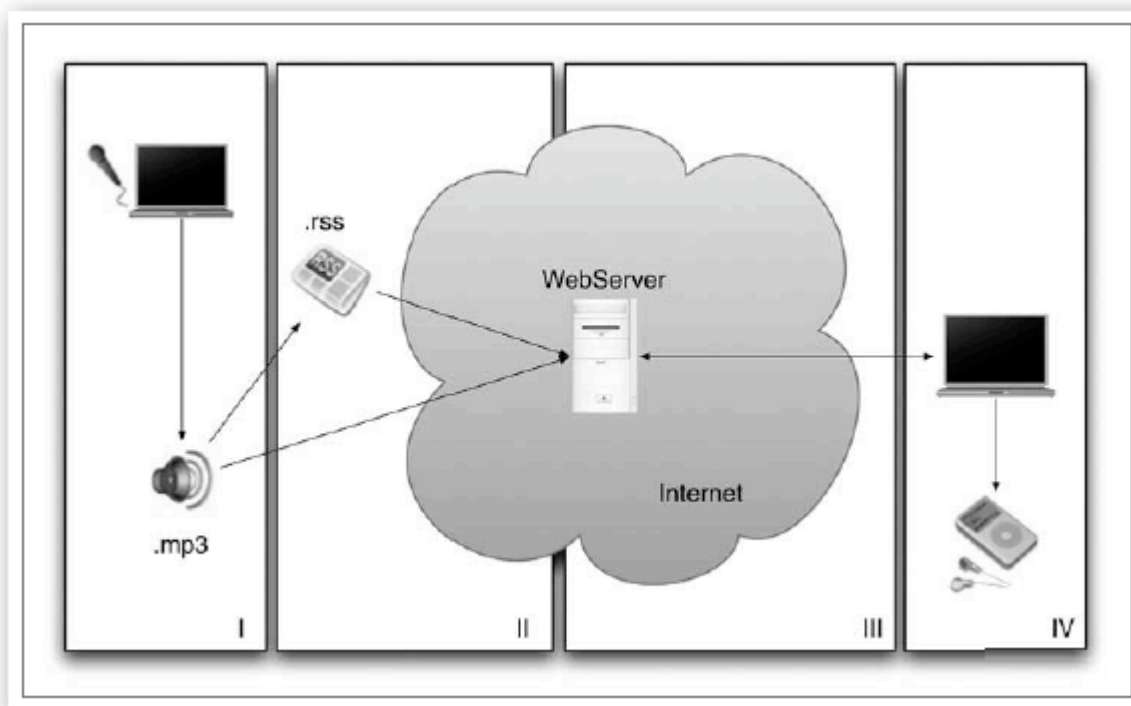 .rss
WebServer
Internet
.mp3
I
II
III
IV